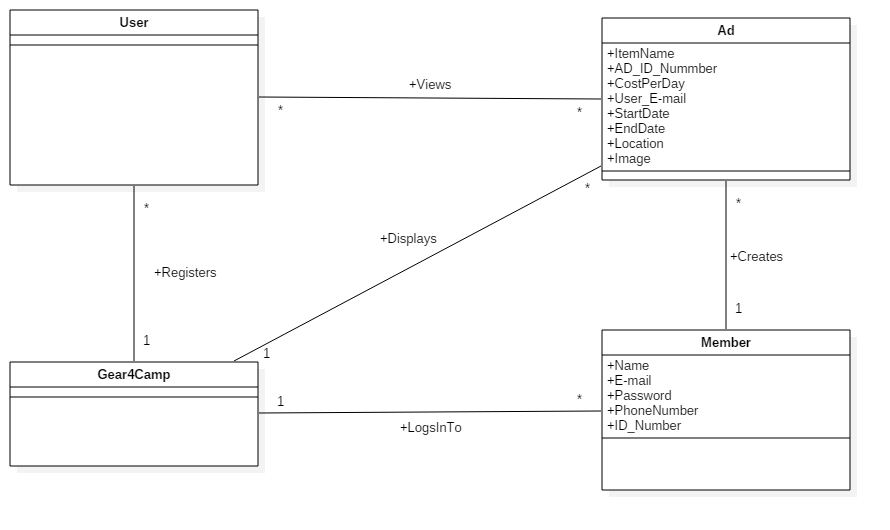 User
Ad
+ItemName
+AD_ID_Nummber
+CostPerDay
+User_E-mail
+StartDate
+EndDate
+Location
+Image
+Views
*
*
*
+Displays
*
*
+Registers
+Creates
1
1
1
Gear4Camp
Member
+Name
+E-mail
+Password
+PhoneNumber
+ID_Number
1
*
+LogsInTo